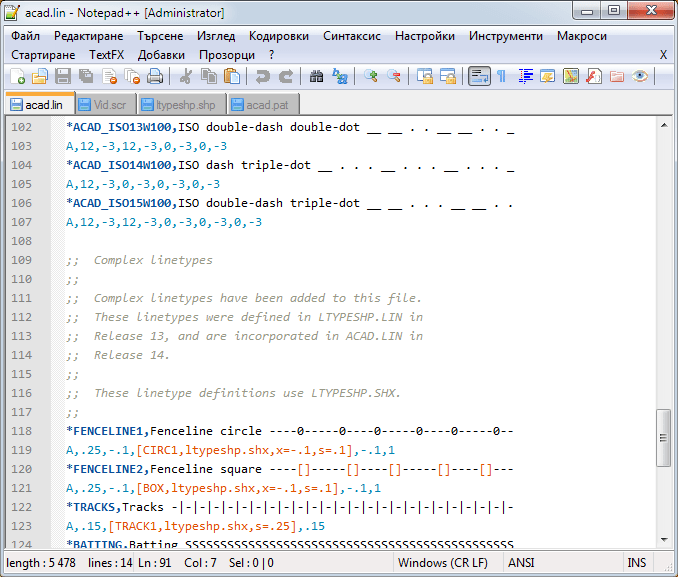 acad.lin - Notepad++ [Administrator]
Файл Редактиране Търсене Изглед Кодировки Синтаксис Настройки Инструменти Макроси
Стартиране TextFX Добавки Прозорци ? X
acad.lin Vid.scr ltypeshp.shp acad.pat
102 *ACAD_ISO13W100,ISO double-dash double-dot __ __ . . __ __ . . _
103 A,12,-3,12,-3,0,-3,0,-3
104 *ACAD_ISO14W100,ISO dash triple-dot __ . . . __ . . . __ . . . _
105 A,12,-3,0,-3,0,-3,0,-3
106 *ACAD_ISO15W100,ISO double-dash triple-dot __ __ . . . __ __ . .
107 A,12,-3,12,-3,0,-3,0,-3,0,-3
108
109 ;;  Complex linetypes
110 ;;
111 ;;  Complex linetypes have been added to this file.
112 ;;  These linetypes were defined in LTYPESHP.LIN in
113 ;;  Release 13, and are incorporated in ACAD.LIN in
114 ;;  Release 14.
115 ;;
116 ;;  These linetype definitions use LTYPESHP.SHX.
117 ;;
118 *FENCELINE1,Fenceline circle ----0-----0----0-----0----0-----0--
119 A,.25,-.1,[CIRC1,ltypeshp.shx,x=-.1,s=.1],-.1,1
120 *FENCELINE2,Fenceline square ----[]-----[]----[]-----[]----[]---
121 A,.25,-.1,[BOX,ltypeshp.shx,x=-.1,s=.1],-.1,1
122 *TRACKS,Tracks -|-|-|-|-|-|-|-|-|-|-|-|-|-|-|-|-|-|-|-|-|-|-|-|-
123 A,.15,[TRACK1,ltypeshp.shx,s=.25],.15
124 *BATTING,Batting SSSSSSSSSSSSSSSSSSSSSSSSSSSSSSSSSSSSSSSSSSSSSSS
length : 5 478 lines : 14 Ln : 91 Col : 7 Sel : 0 | 0 Windows (CR LF) ANSI INS